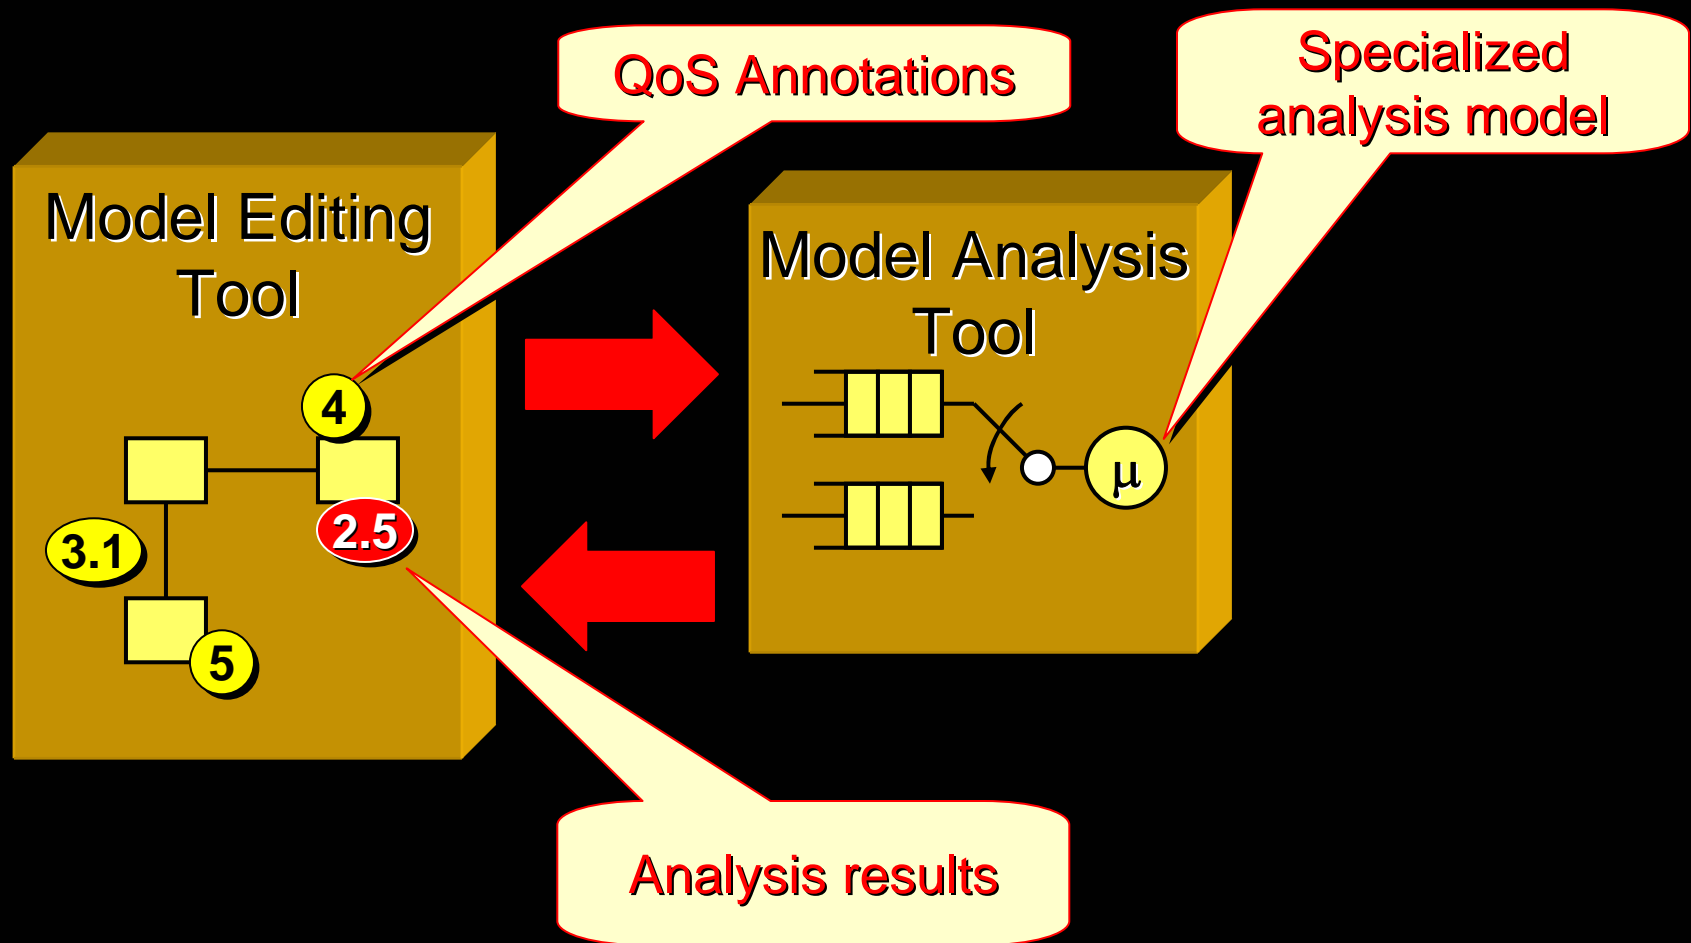 QoS Annotations
Specialized
analysis model
Model Editing
Tool
Model Analysis
Tool
4
2.5
3.1
5
μ
Analysis results